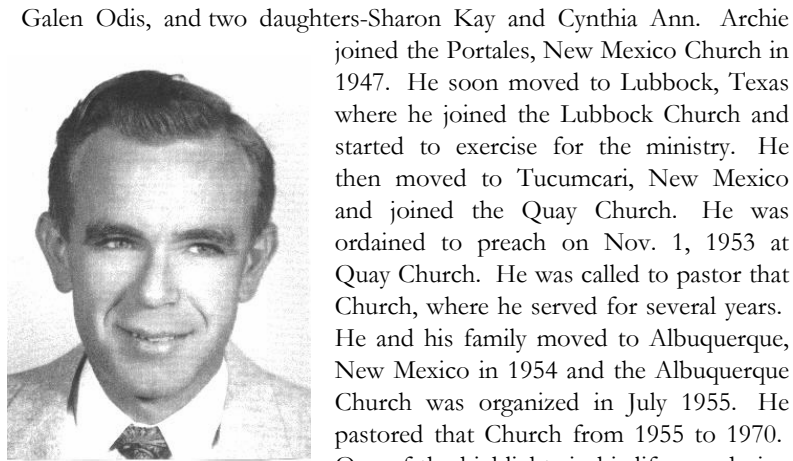 Galen Odis, and two daughters-Sharon Kay and Cynthia Ann. Archie
joined the Portales, New Mexico Church in
1947. He soon moved to Lubbock, Texas
where he joined the Lubbock Church and
started to exercise for the ministry. He
then moved to Tucumcari, New Mexico
and joined the Quay Church. He was
ordained to preach on Nov. 1, 1953 at
Quay Church. He was called to pastor that
Church, where he served for several years.
He and his family moved to Albuquerque,
New Mexico in 1954 and the Albuquerque
Church was organized in July 1955. He
pastored that Church from 1955 to 1970.